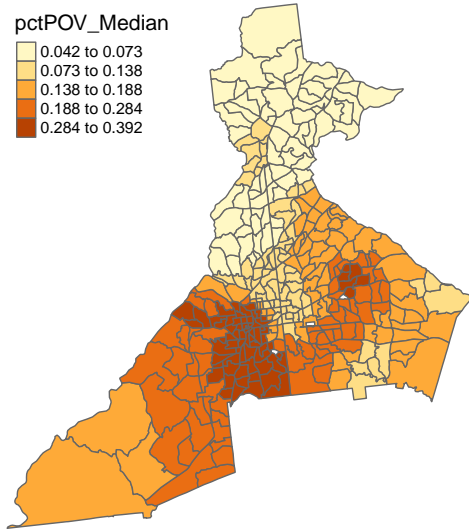 pctPOV_Median
0.042 to 0.073
0.073 to 0.138
0.138 to 0.188
0.188 to 0.284
0.284 to 0.392